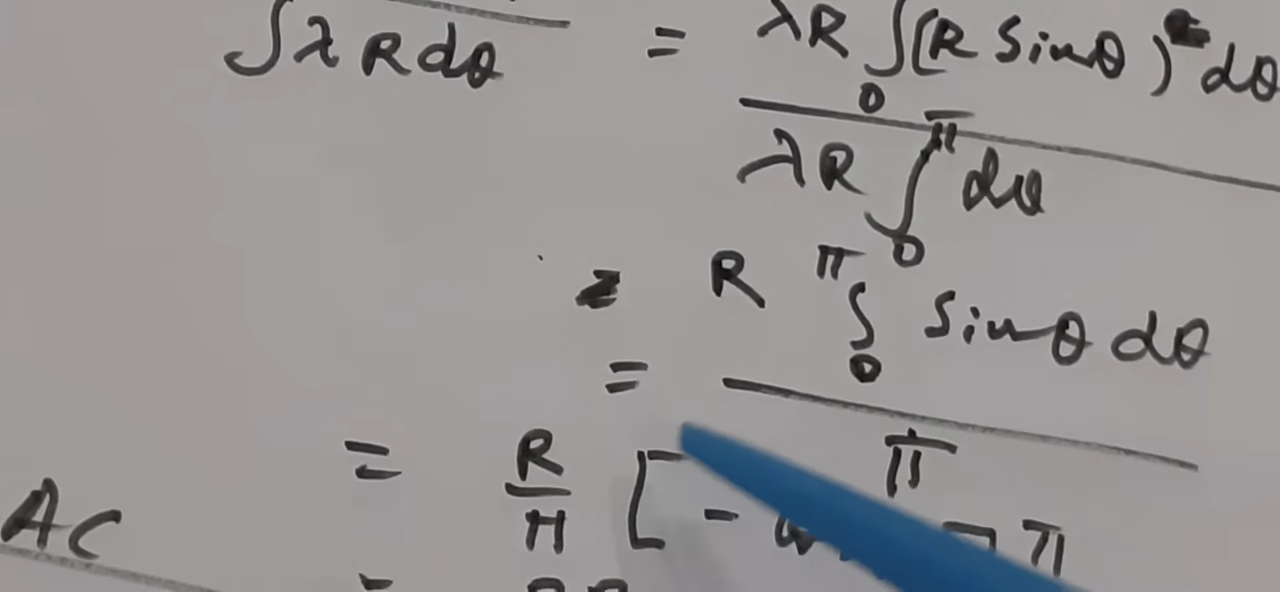 ∫λRdθ = λR ∫₀(R Sinθ) dθ
λR ∫₀^π dθ
R ₀∫^π Sinθ dθ
=
π
= R/π [ - π
AC
=